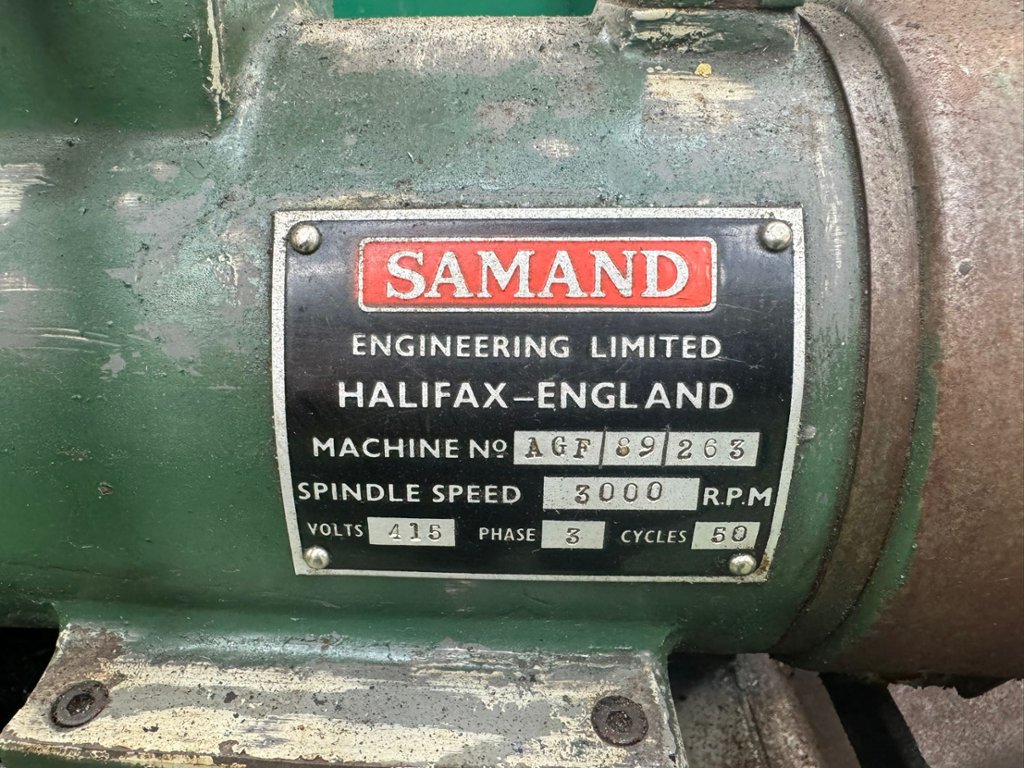 SAMAND
ENGINEERING LIMITED
HALIFAX-ENGLAND
MACHINE Nº AGF/89/263
SPINDLE SPEED 3000 R.P.M
VOLTS 415 PHASE 3 CYCLES 50